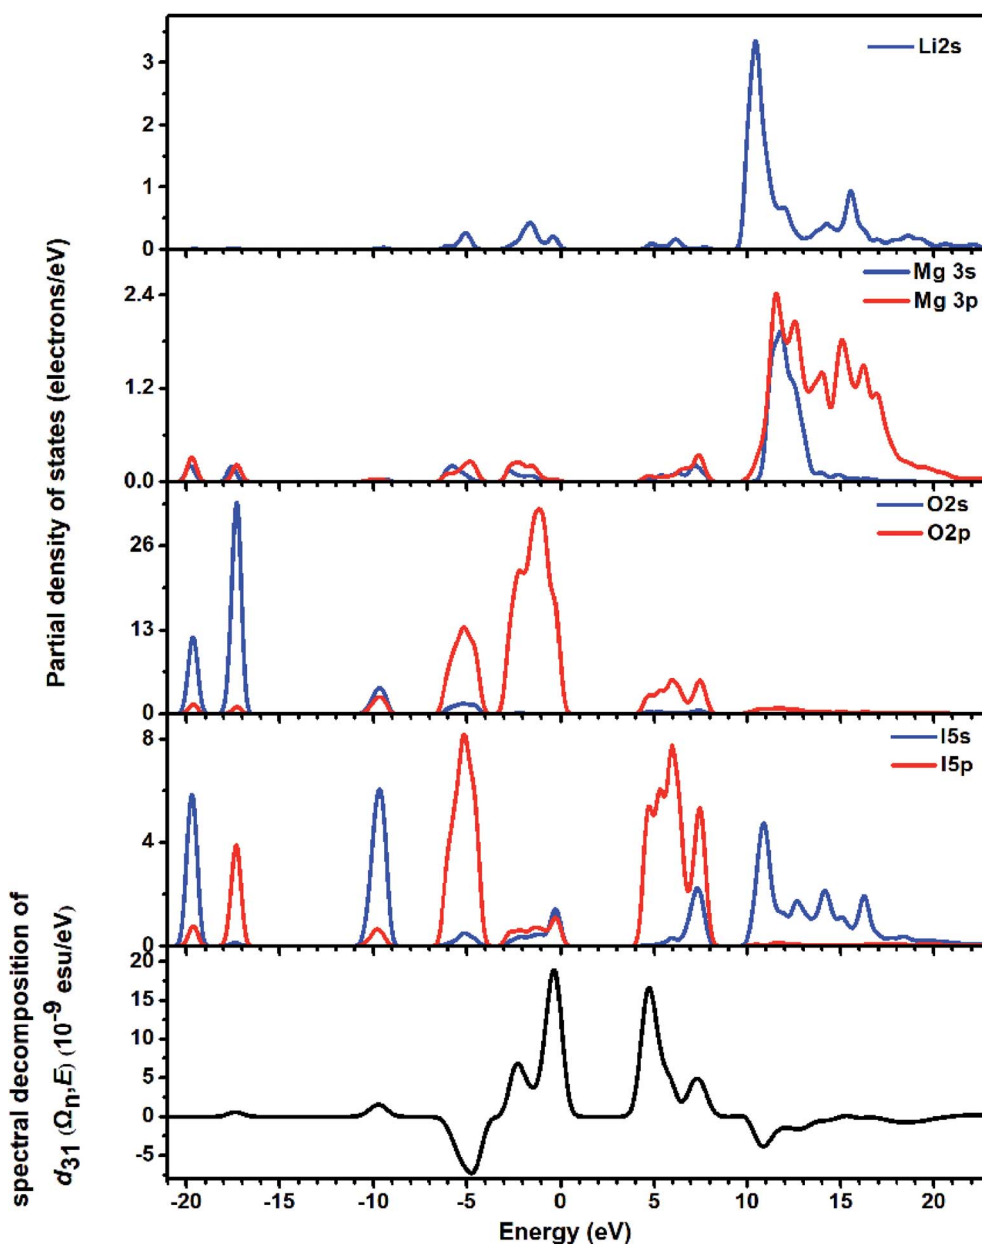 Partial density of states (electrons/eV)
3
2
1
0
Li2s
2.4
1.2
0.0
Mg 3s
Mg 3p
26
13
0
O2s
O2p
8
4
0
I5s
I5p
spectral decomposition of
d31 (Ωn,E) (10-9 esu/eV)
20
15
10
5
0
-5
-20 -15 -10 -5 0 5 10 15 20
Energy (eV)